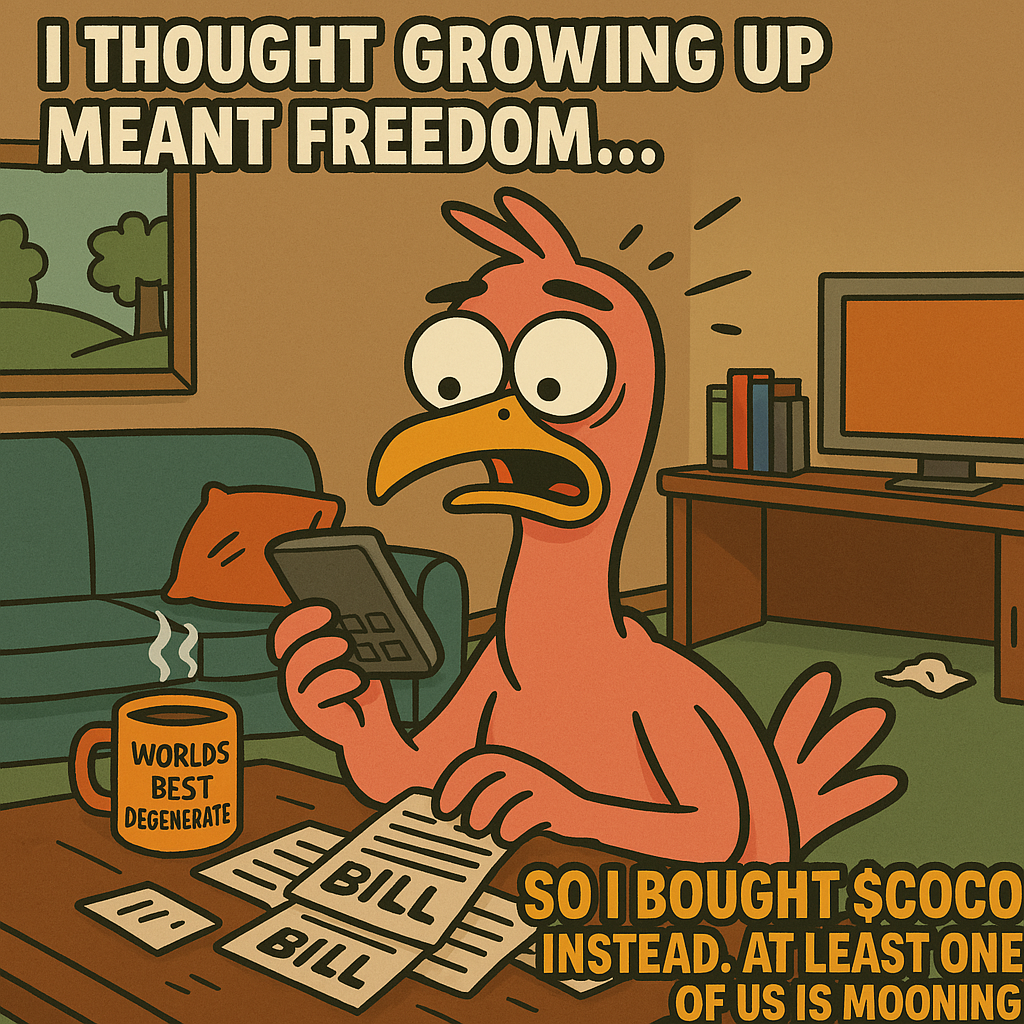 I THOUGHT GROWING UP
MEANT FREEDOM...
WORLDS
BEST
DEGENERATE
BILL
BILL
SO I BOUGHT $COCO
INSTEAD. AT LEAST ONE
OF US IS MOONING